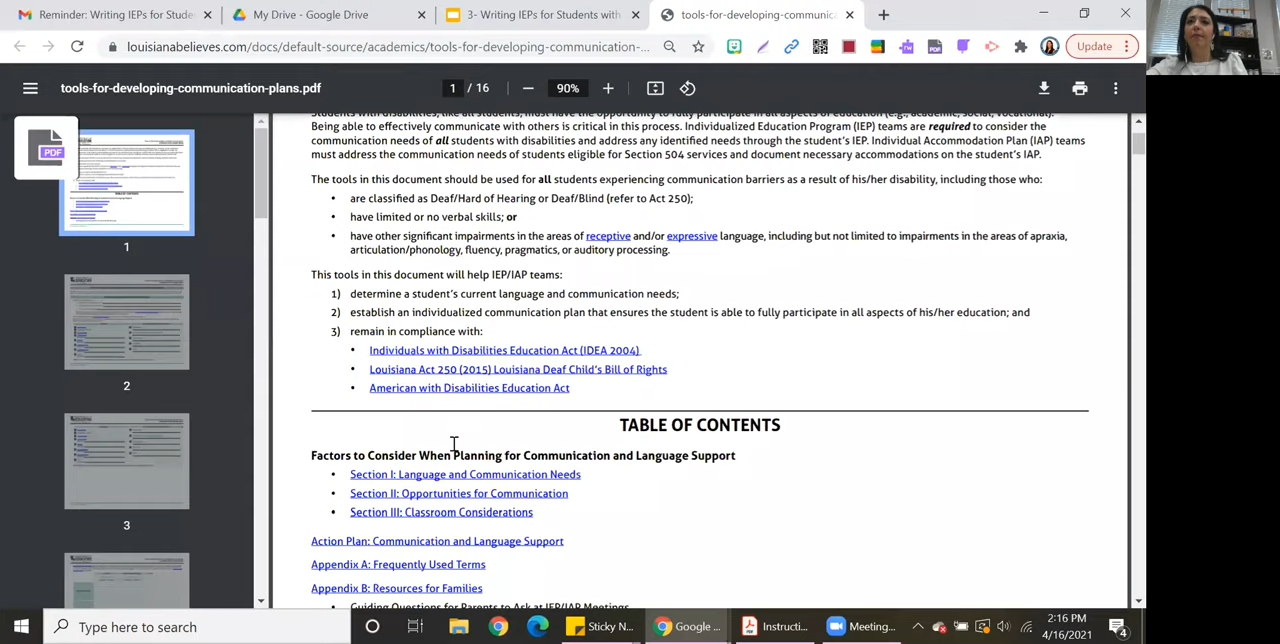 Reminder: Writing IEPs for Stude
My Drive - Google Drive
3- Writing IEPs for Students with
tools-for-developing-communica
louisianabelieves.com/docs/default-source/academics/tools-for-developing-communication-...
Update
tools-for-developing-communication-plans.pdf
1 / 16
90%
PDF
Students with disabilities, like all students, must have the opportunity to fully participate in all aspects of education (e.g., academic, social, vocational).
Being able to effectively communicate with others is critical in this process. Individualized Education Program (IEP) teams are required to consider the
communication needs of all students with disabilities and address any identified needs through the student's IEP. Individual Accommodation Plan (IAP) teams
must address the communication needs of students eligible for Section 504 services and document necessary accommodations on the student's IAP.
The tools in this document should be used for all students experiencing communication barriers as a result of his/her disability, including those who:
• are classified as Deaf/Hard of Hearing or Deaf/Blind (refer to Act 250);
• have limited or no verbal skills; or
• have other significant impairments in the areas of receptive and/or expressive language, including but not limited to impairments in the areas of apraxia,
articulation/phonology, fluency, pragmatics, or auditory processing.
This tools in this document will help IEP/IAP teams:
1) determine a student's current language and communication needs;
2) establish an individualized communication plan that ensures the student is able to fully participate in all aspects of his/her education; and
3) remain in compliance with:
• Individuals with Disabilities Education Act (IDEA 2004)
• Louisiana Act 250 (2015) Louisiana Deaf Child's Bill of Rights
• American with Disabilities Education Act
TABLE OF CONTENTS
Factors to Consider When Planning for Communication and Language Support
• Section I: Language and Communication Needs
• Section II: Opportunities for Communication
• Section III: Classroom Considerations
Action Plan: Communication and Language Support
Appendix A: Frequently Used Terms
Appendix B: Resources for Families
• Guiding Questions for Parents to Ask at IEP/IAP Meetings
1
2
3
Type here to search
Sticky N...
Google ...
Instructi...
Meeting...
2:16 PM
4/16/2021
4